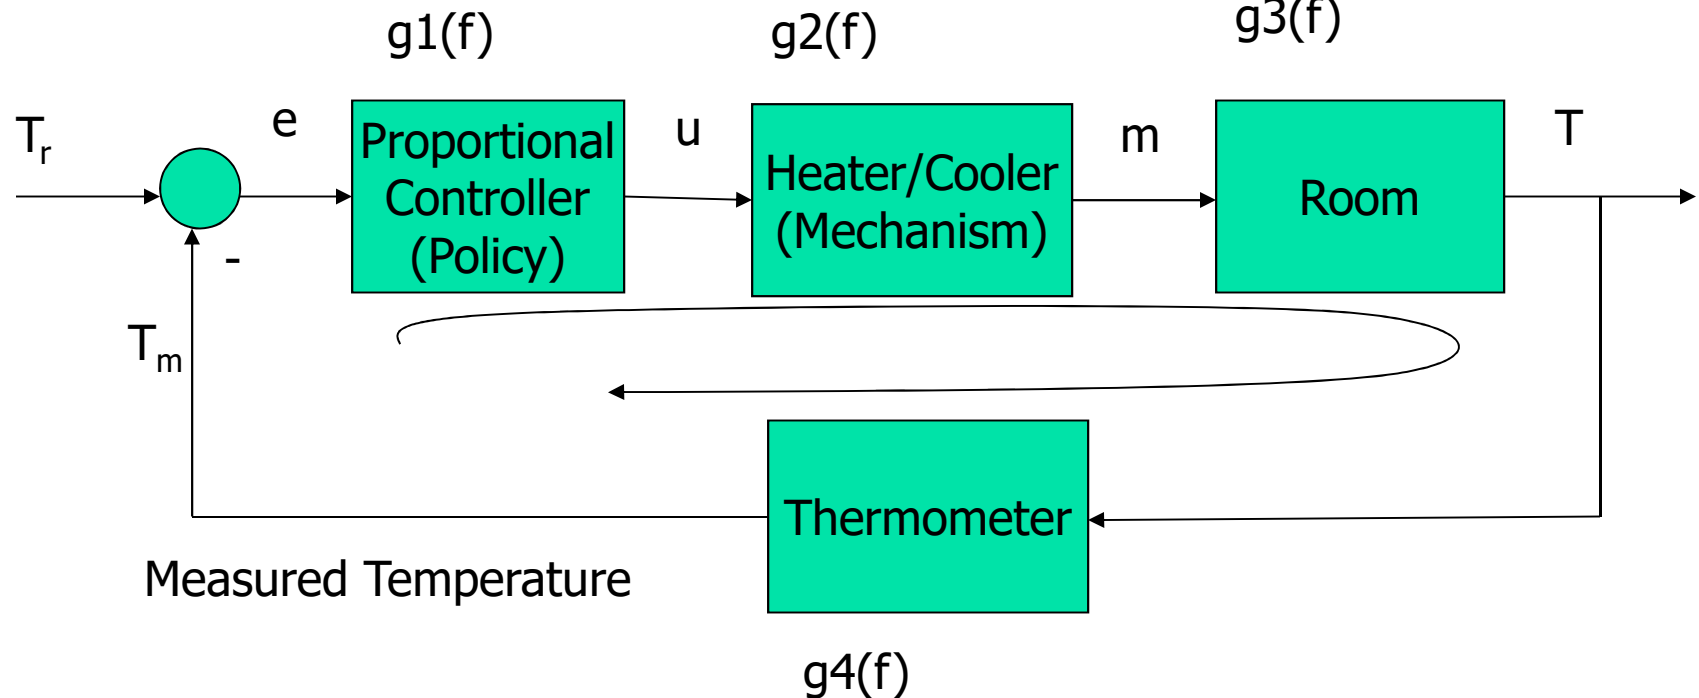 g1(f)
g2(f)
g3(f)
Tr
e
Proportional
Controller
(Policy)
u
Heater/Cooler
(Mechanism)
m
Room
T
-
Tm
Thermometer
Measured Temperature
g4(f)